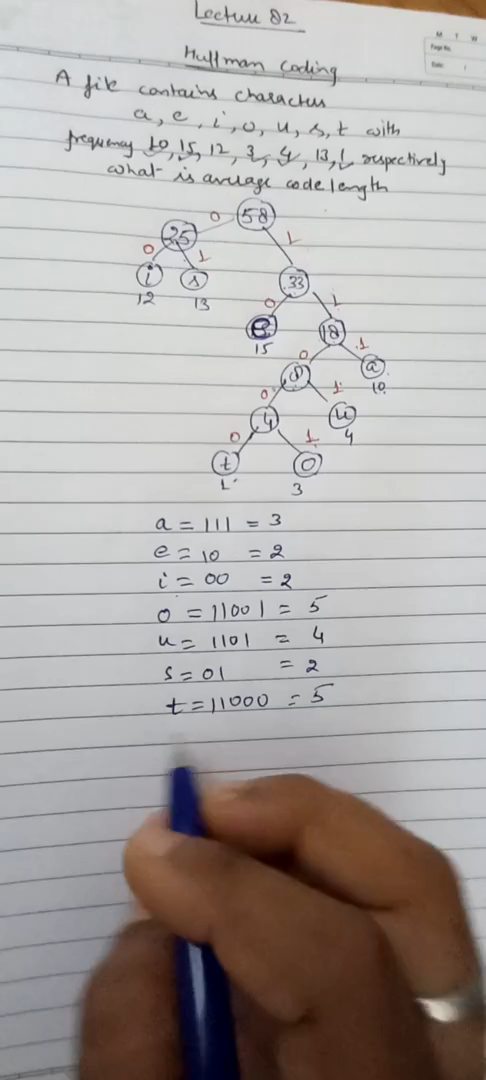 Lecture 82
M T W
Page No.
Date:
Huffman coding
A file contains characters
a, e, i, o, u, s, t with
frequency 10, 15, 12, 3, 4, 13, 1 respectively
what is average code length
0 58
25 1
0 1 33
i s 0 1
12 13 e 18
15 0 1
8 a
0 1 10
4 u
0 1 4
t O
1 3
a = 111 = 3
e = 10 = 2
i = 00 = 2
o = 11001 = 5
u = 1101 = 4
s = 01 = 2
t = 11000 = 5